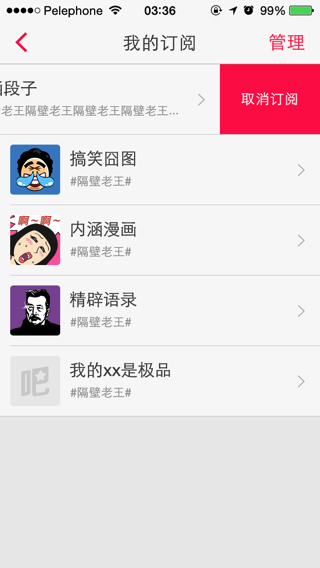 Pelephone 03:36 99%
我的订阅 管理
段子
老王隔壁老王隔壁老王隔壁老王... 取消订阅
搞笑囧图
#隔壁老王#
啊~啊~
内涵漫画
#隔壁老王#
精辟语录
#隔壁老王#
吧
我的xx是极品
#隔壁老王#